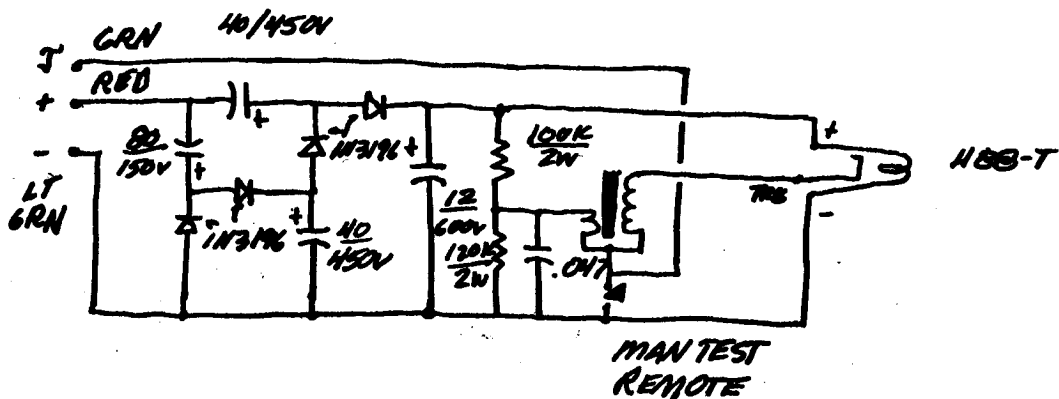 GRN
40/450V
J
+
RED
-
LT
GRN
80
150V
+
+
1N3196
1N3196
+
+
40
450V
12
600V
100K
2W
120K
2W
.047
+
-
MAN TEST
REMOTE